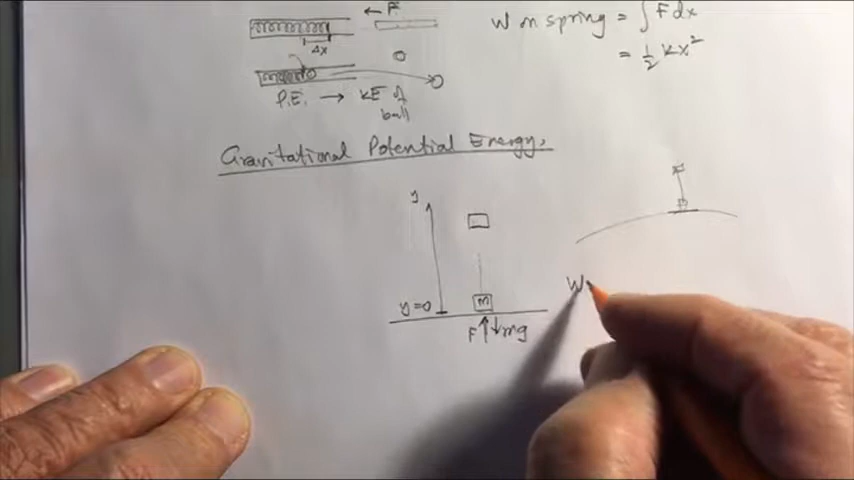 ← F
W on spring = ∫ F dx
Δx
= ½ kx²
P.E. → KE of
ball
Gravitational Potential Energy.
y
y=0
m
F ↑ ↓ mg
W